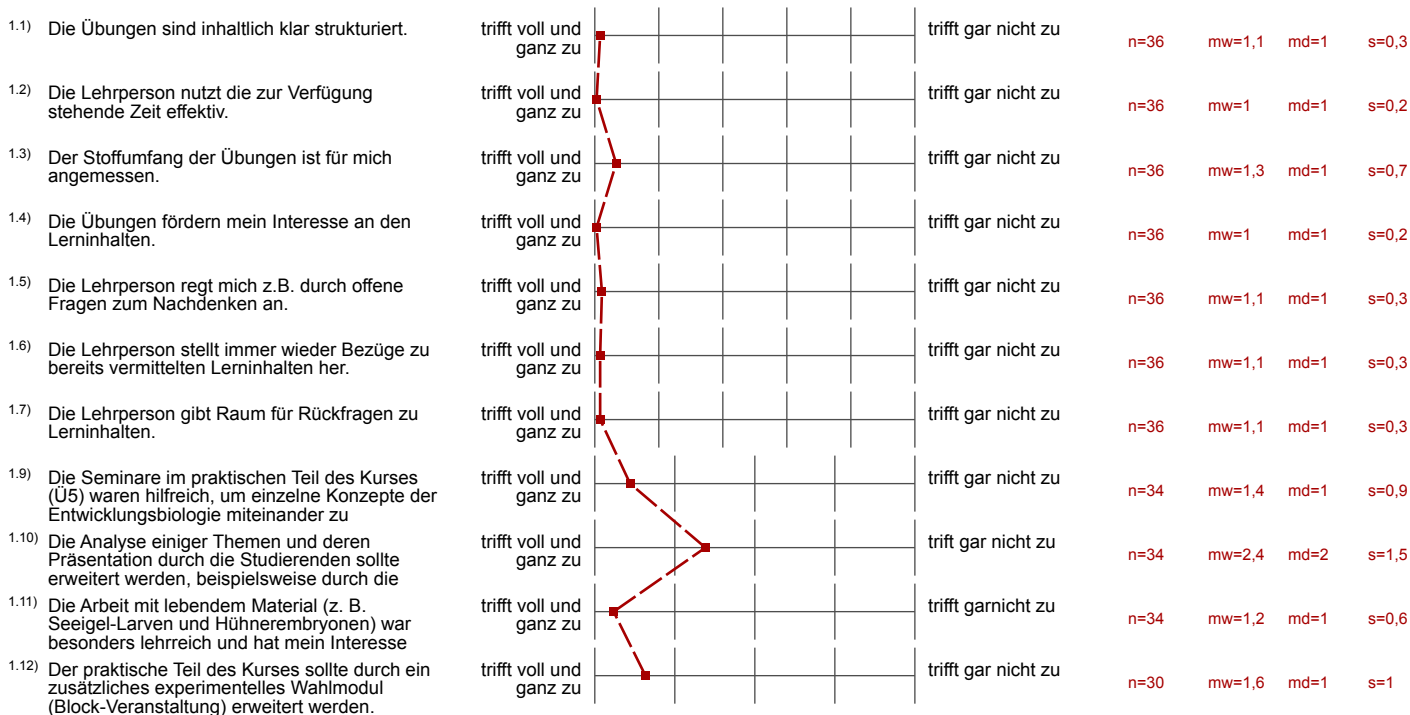 1.1) Die Übungen sind inhaltlich klar strukturiert. trifft voll und ganz zu trifft gar nicht zu n=36 mw=1,1 md=1 s=0,3
1.2) Die Lehrperson nutzt die zur Verfügung
stehende Zeit effektiv. trifft voll und ganz zu trifft gar nicht zu n=36 mw=1 md=1 s=0,2
1.3) Der Stoffumfang der Übungen ist für mich
angemessen. trifft voll und ganz zu trifft gar nicht zu n=36 mw=1,3 md=1 s=0,7
1.4) Die Übungen fördern mein Interesse an den
Lerninhalten. trifft voll und ganz zu trifft gar nicht zu n=36 mw=1 md=1 s=0,2
1.5) Die Lehrperson regt mich z.B. durch offene
Fragen zum Nachdenken an. trifft voll und ganz zu trifft gar nicht zu n=36 mw=1,1 md=1 s=0,3
1.6) Die Lehrperson stellt immer wieder Bezüge zu
bereits vermittelten Lerninhalten her. trifft voll und ganz zu trifft gar nicht zu n=36 mw=1,1 md=1 s=0,3
1.7) Die Lehrperson gibt Raum für Rückfragen zu
Lerninhalten. trifft voll und ganz zu trifft gar nicht zu n=36 mw=1,1 md=1 s=0,3
1.9) Die Seminare im praktischen Teil des Kurses
(Ü5) waren hilfreich, um einzelne Konzepte der
Entwicklungsbiologie miteinander zu trifft voll und ganz zu trifft gar nicht zu n=34 mw=1,4 md=1 s=0,9
1.10) Die Analyse einiger Themen und deren
Präsentation durch die Studierenden sollte
erweitert werden, beispielsweise durch die trifft voll und ganz zu trift gar nicht zu n=34 mw=2,4 md=2 s=1,5
1.11) Die Arbeit mit lebendem Material (z. B.
Seeigel-Larven und Hühnerembryonen) war
besonders lehrreich und hat mein Interesse trifft voll und ganz zu trifft garnicht zu n=34 mw=1,2 md=1 s=0,6
1.12) Der praktische Teil des Kurses sollte durch ein
zusätzliches experimentelles Wahlmodul
(Block-Veranstaltung) erweitert werden. trifft voll und ganz zu trifft gar nicht zu n=30 mw=1,6 md=1 s=1